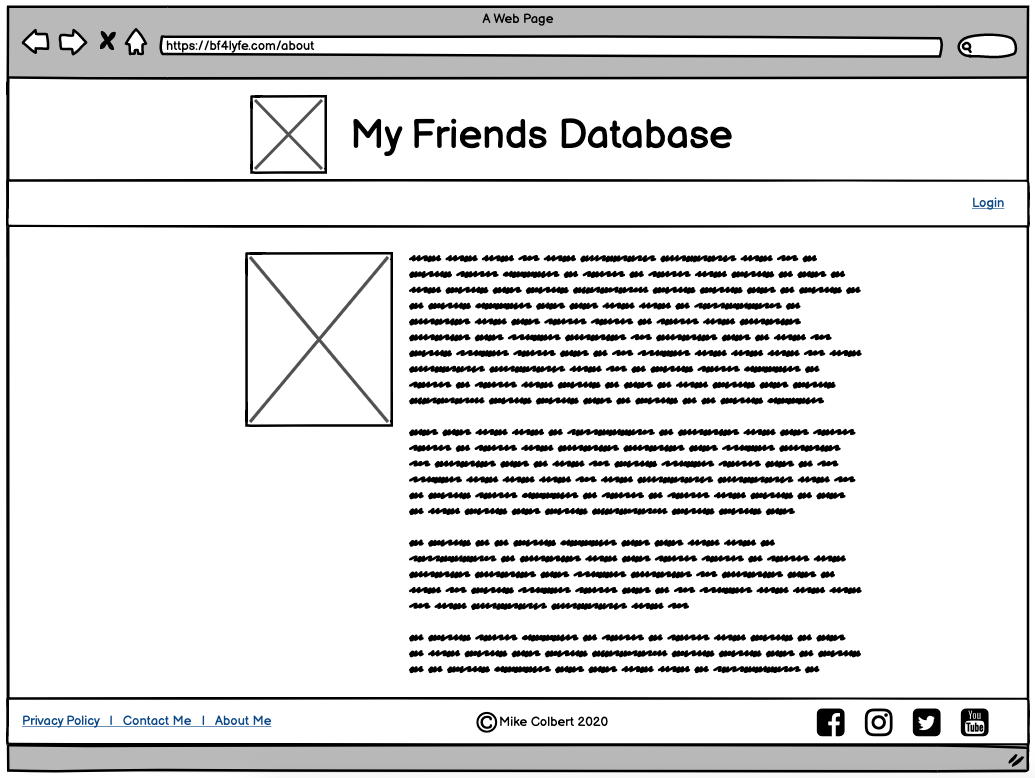 A Web Page
https://bf4lyfe.com/about
My Friends Database
Login
Privacy Policy | Contact Me | About Me
© Mike Colbert 2020
You
Tube